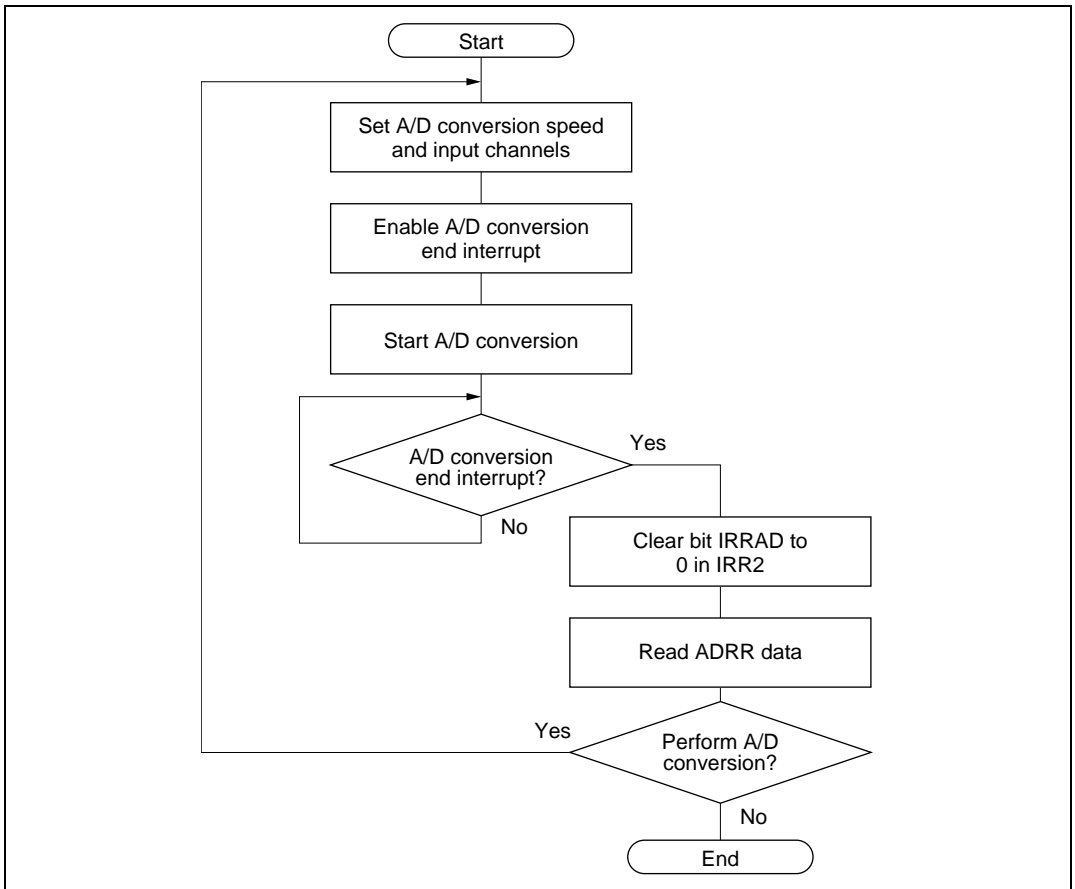 Start
Set A/D conversion speed
and input channels
Enable A/D conversion
end interrupt
Start A/D conversion
A/D conversion
end interrupt?
Yes
No
Clear bit IRRAD to
0 in IRR2
Read ADRR data
Perform A/D
conversion?
Yes
No
End